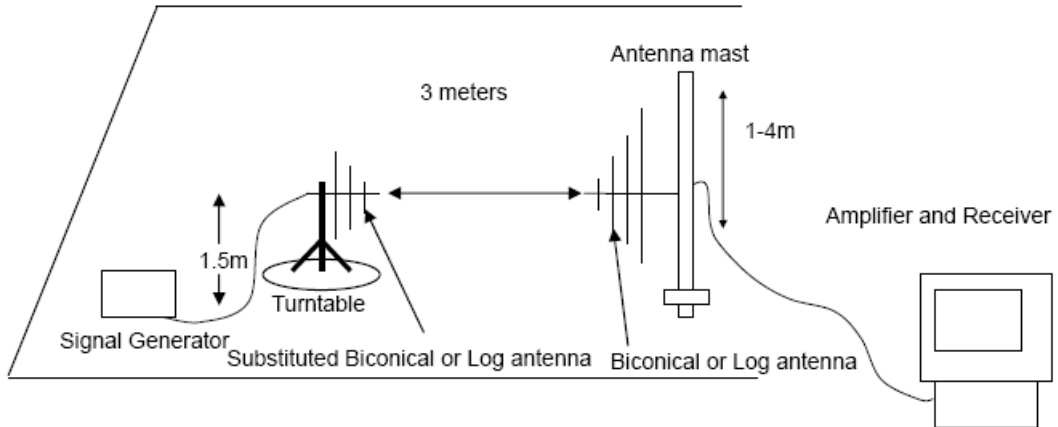 Antenna mast
3 meters
1-4m
Amplifier and Receiver
1.5m
Turntable
Signal Generator
Substituted Biconical or Log antenna
Biconical or Log antenna